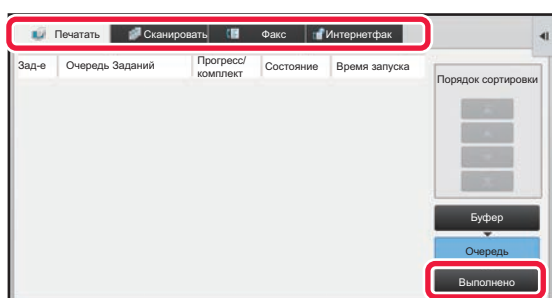 Печатать Сканировать Факс Интернетфак
Зад-е Очередь Заданий Прогресс/ комплект Состояние Время запуска
Порядок сортировки
Буфер
Очередь
Выполнено